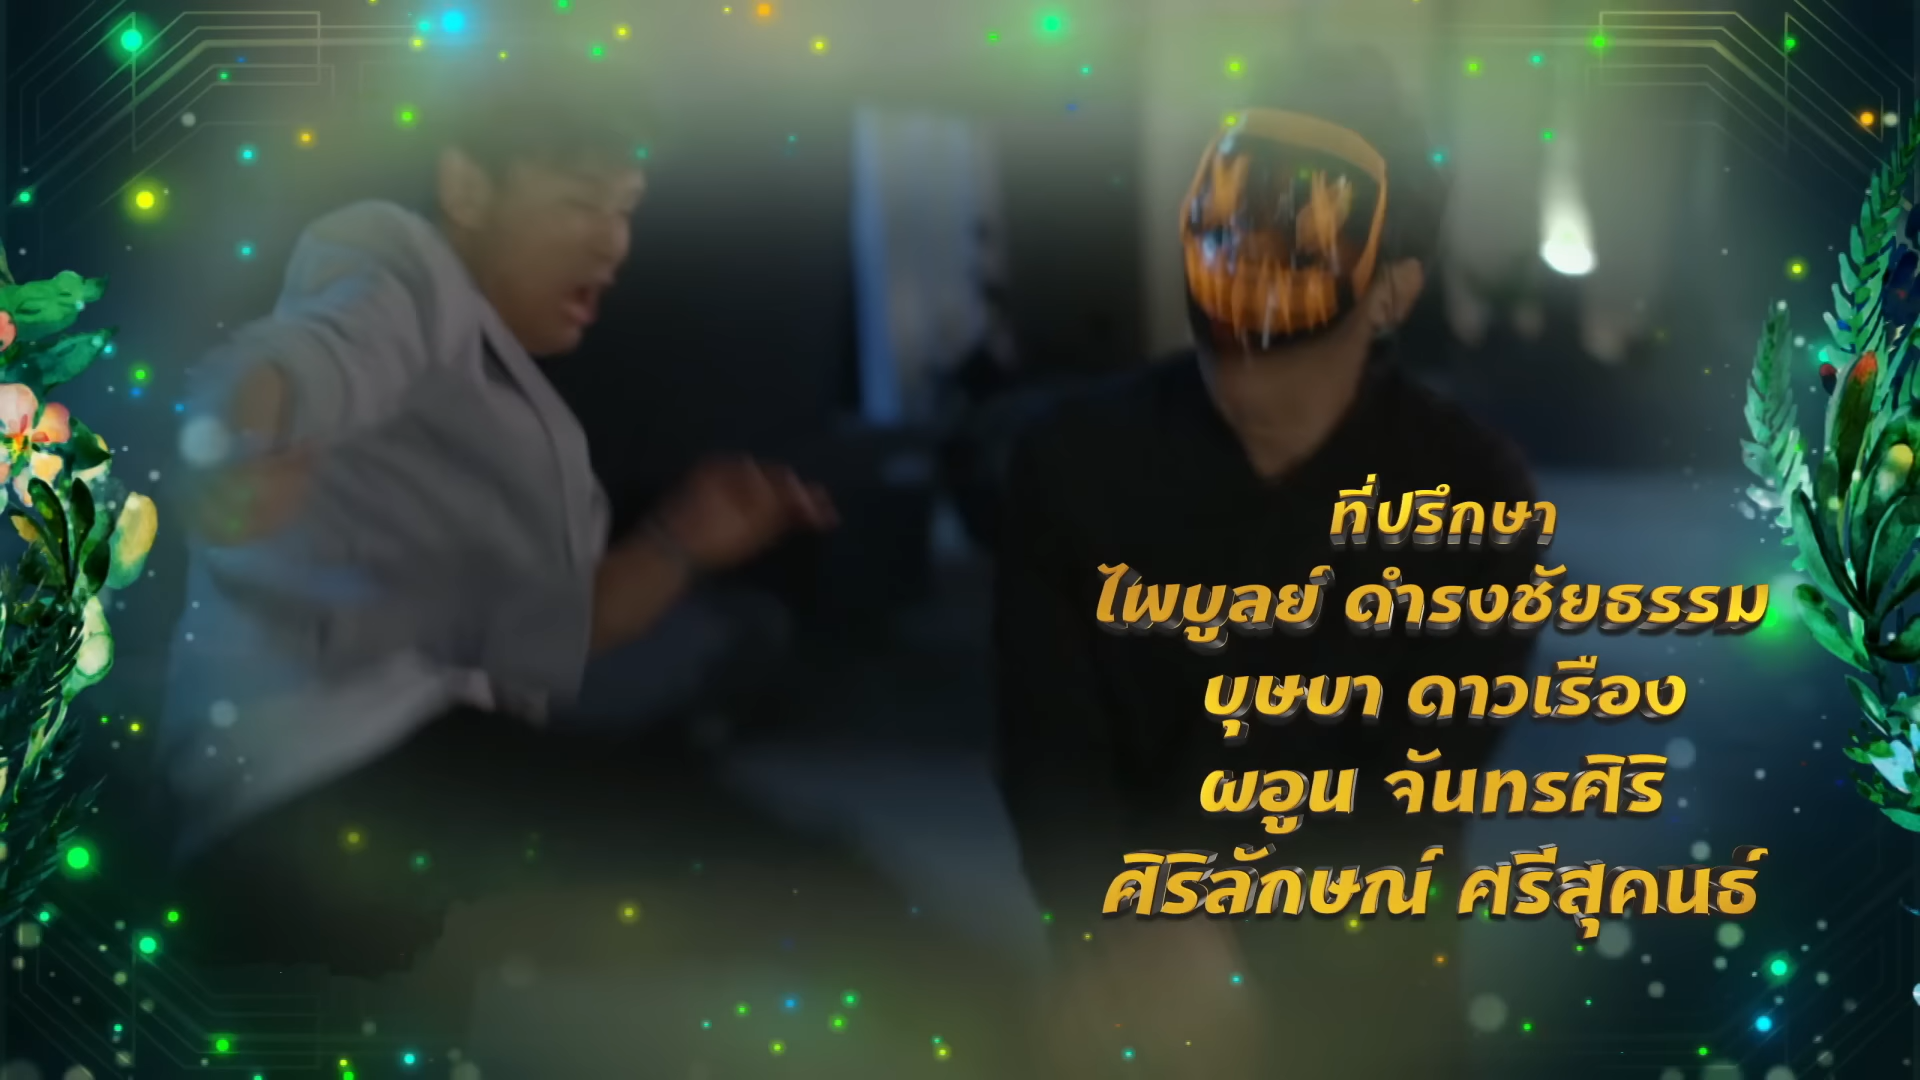 ที่ปรึกษา
ไพบูลย์ ดำรงชัยธรรม
บุษบา ดาวเรือง
ผอูน จันทรศิริ
ศิริลักษณ์ ศรีสุคนธ์